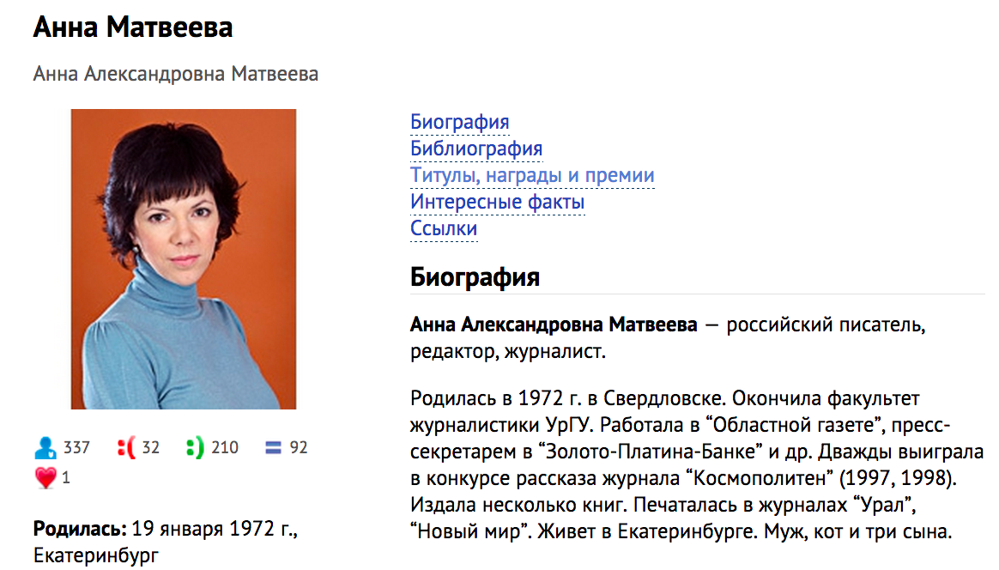 Анна Матвеева
Анна Александровна Матвеева
Биография
Библиография
Титулы, награды и премии
Интересные факты
Ссылки
Биография
Анна Александровна Матвеева — российский писатель,
редактор, журналист.
Родилась в 1972 г. в Свердловске. Окончила факультет
журналистики УрГУ. Работала в “Областной газете”, пресс-
секретарем в “Золото-Платина-Банке” и др. Дважды выиграла
в конкурсе рассказа журнала “Космополитен” (1997, 1998).
Издала несколько книг. Печаталась в журналах “Урал”,
“Новый мир”. Живет в Екатеринбурге. Муж, кот и три сына.
337 :( 32 :) 210 = 92
1
Родилась: 19 января 1972 г.,
Екатеринбург